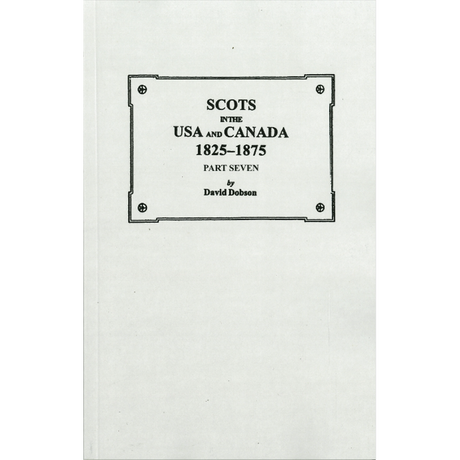 SCOTS
IN THE
USA AND CANADA
1825–1875
PART SEVEN
by
David Dobson